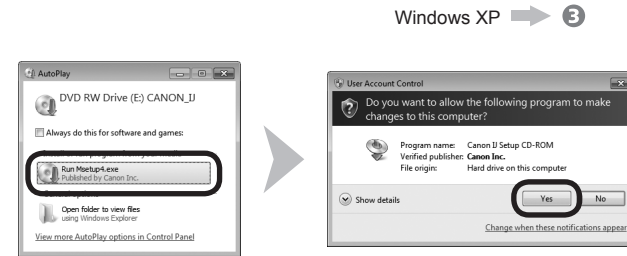 Windows XP 3
AutoPlay
DVD RW Drive (E:) CANON_IJ
Always do this for software and games:
Run Msetup4.exe
Published by Canon Inc.
Open folder to view files
using Windows Explorer
View more AutoPlay options in Control Panel
User Account Control
Do you want to allow the following program to make
changes to this computer?
Program name: Canon IJ Setup CD-ROM
Verified publisher: Canon Inc.
File origin: Hard drive on this computer
Show details
Yes
No
Change when these notifications appear